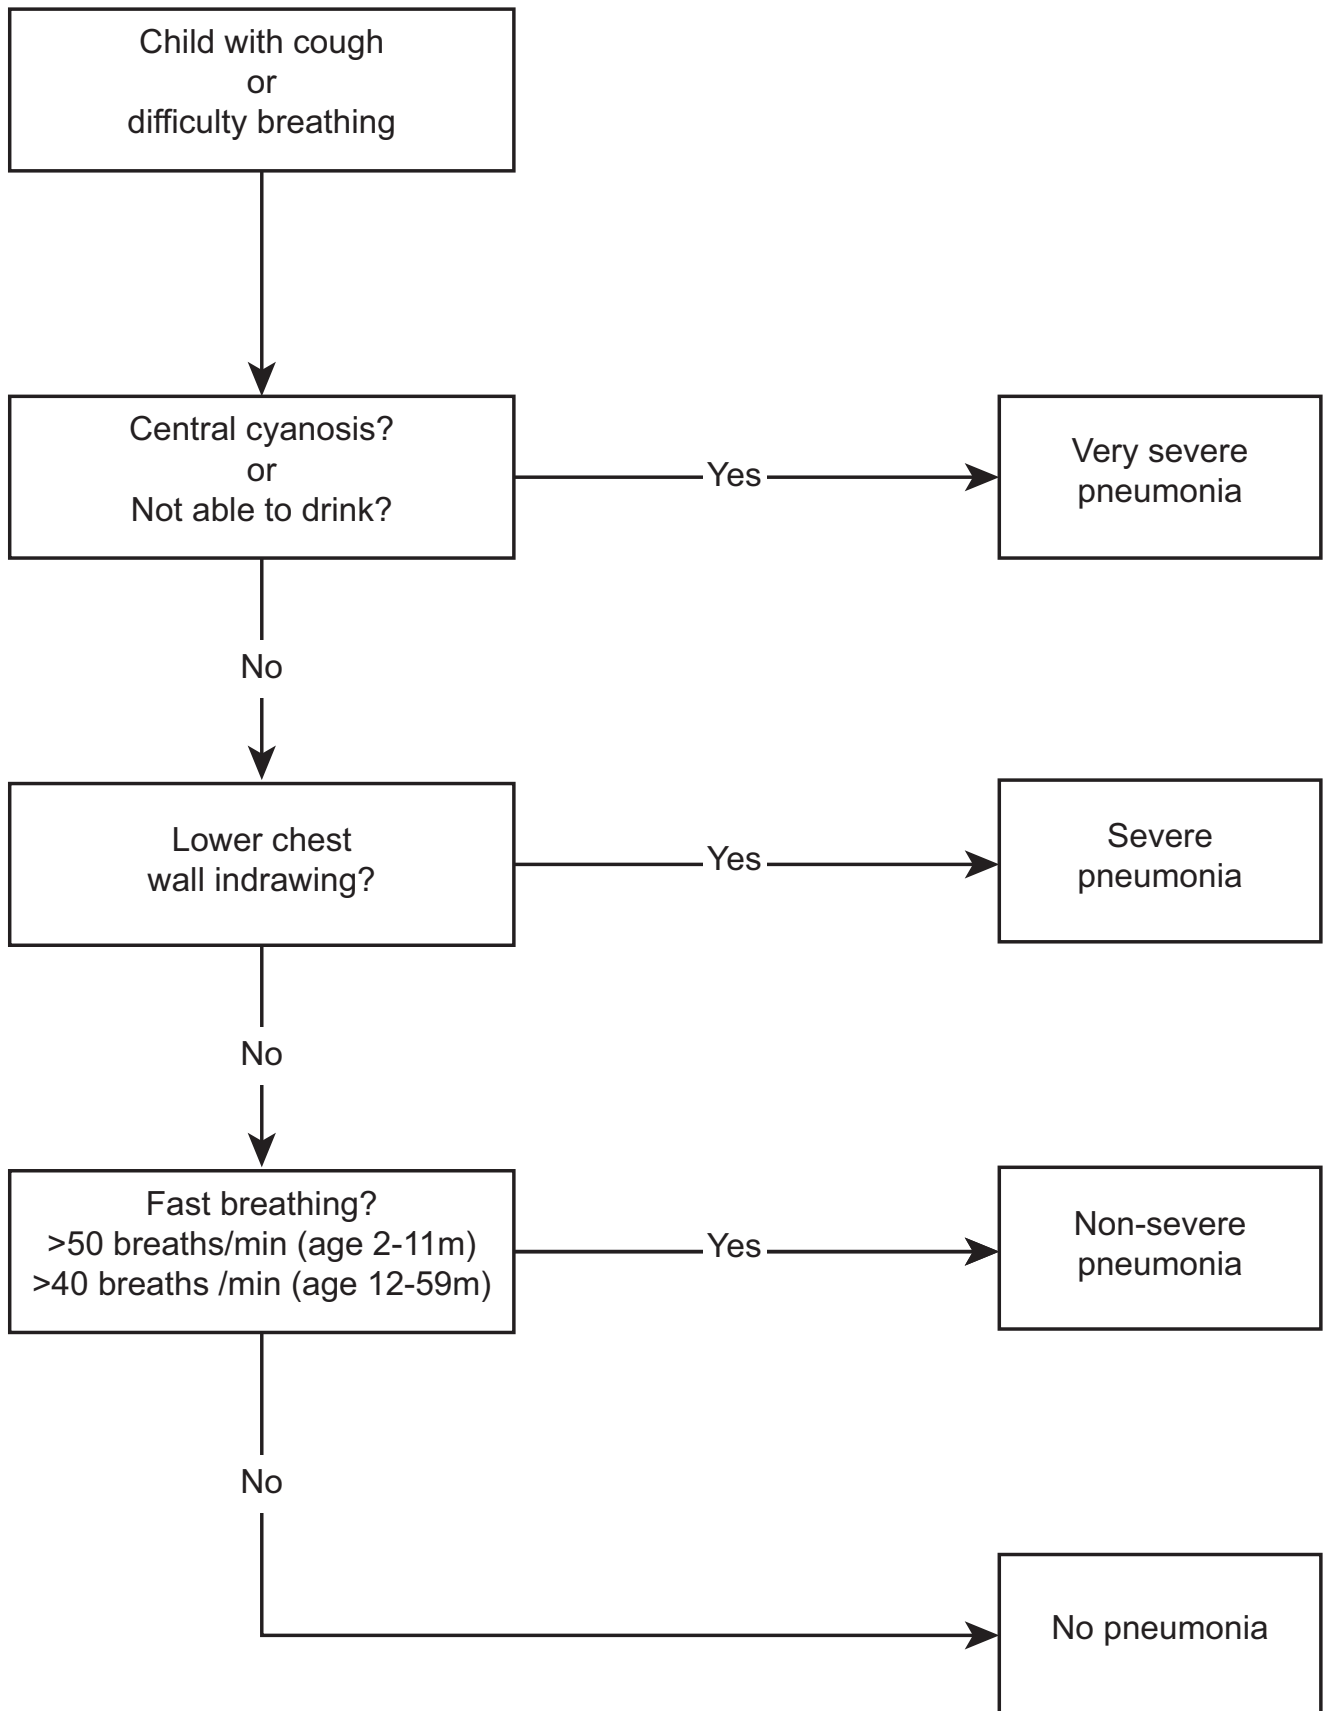 Child with cough
or
difficulty breathing
Central cyanosis?
or
Not able to drink?
Yes
Very severe
pneumonia
No
Lower chest
wall indrawing?
Yes
Severe
pneumonia
No
Fast breathing?
>50 breaths/min (age 2-11m)
>40 breaths /min (age 12-59m)
Yes
Non-severe
pneumonia
No
No pneumonia